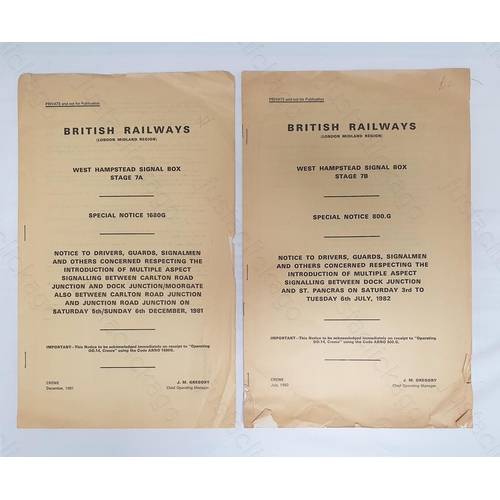 PRIVATE and not for Publication
BRITISH RAILWAYS
(LONDON MIDLAND REGION)
WEST HAMPSTEAD SIGNAL BOX
STAGE 7A
SPECIAL NOTICE 1680G
NOTICE TO DRIVERS, GUARDS, SIGNALMEN
AND OTHERS CONCERNED RESPECTING THE
INTRODUCTION OF MULTIPLE ASPECT
SIGNALLING BETWEEN CARLTON ROAD
JUNCTION AND DOCK JUNCTION/MOORGATE
ALSO BETWEEN CARLTON ROAD JUNCTION
AND JUNCTION ROAD JUNCTION ON
SATURDAY 5th/SUNDAY 6th DECEMBER, 1981
IMPORTANT—This Notice to be acknowledged immediately on receipt to "Operating
OG.14, Crewe" using the Code ARNO 1680G.
CREWE
December, 1981
J. M. GREGORY
Chief Operating Manager
PRIVATE and not for Publication
BRITISH RAILWAYS
(LONDON MIDLAND REGION)
WEST HAMPSTEAD SIGNAL BOX
STAGE 7B
SPECIAL NOTICE 800.G
NOTICE TO DRIVERS, GUARDS, SIGNALMEN
AND OTHERS CONCERNED RESPECTING THE
INTRODUCTION OF MULTIPLE ASPECT
SIGNALLING BETWEEN DOCK JUNCTION
AND ST. PANCRAS ON SATURDAY 3rd TO
TUESDAY 6th JULY, 1982
IMPORTANT—This Notice to be acknowledged immediately on receipt to "Operating
OG.14, Crewe" using the Code ARNO 800.G.
CREWE
July, 1982
J. M. GREGORY
Chief Operating Manager